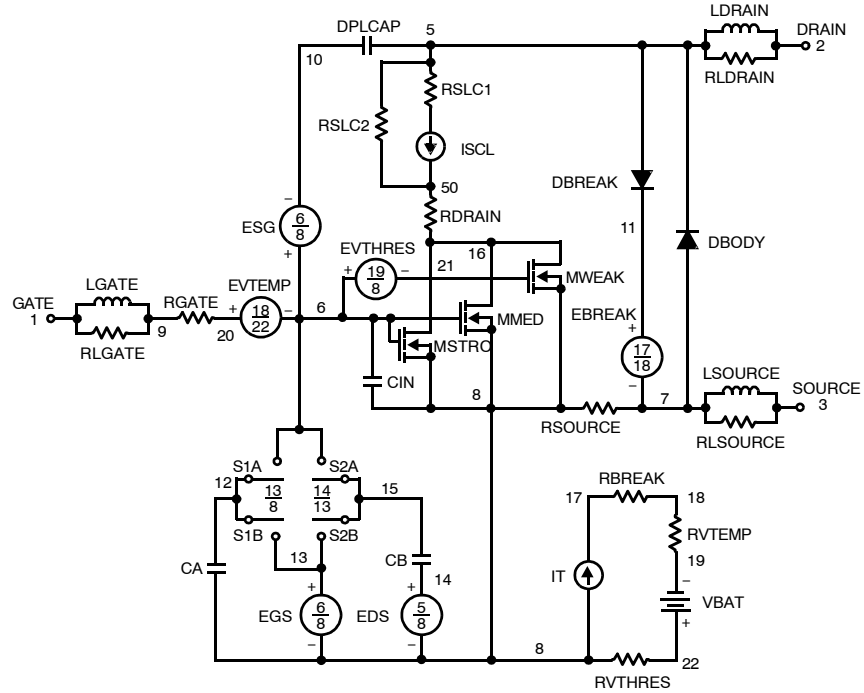 LDRAIN
DPLCAP 5 DRAIN
10 2
RLDRAIN
RSLC1
RSLC2
ISCL
DBREAK
50
− RDRAIN
ESG 6/8 11 DBODY
+ EVTHRES 16
+ 19/8 − 21 MWEAK
LGATE EVTEMP
GATE RGATE + 18/22 − 6 EBREAK +
1 MMED
9 20 MSTRO 17/18
RLGATE − LSOURCE
CIN 8 7 SOURCE
3
RSOURCE
RLSOURCE
S1A S2A
12 13/8 14/13 15 RBREAK
17 18
S1B S2B
RVTEMP
13 CB 19
CA 14 IT −
+ + VBAT
EGS 6/8 EDS 5/8 +
− − 8 22
RVTHRES